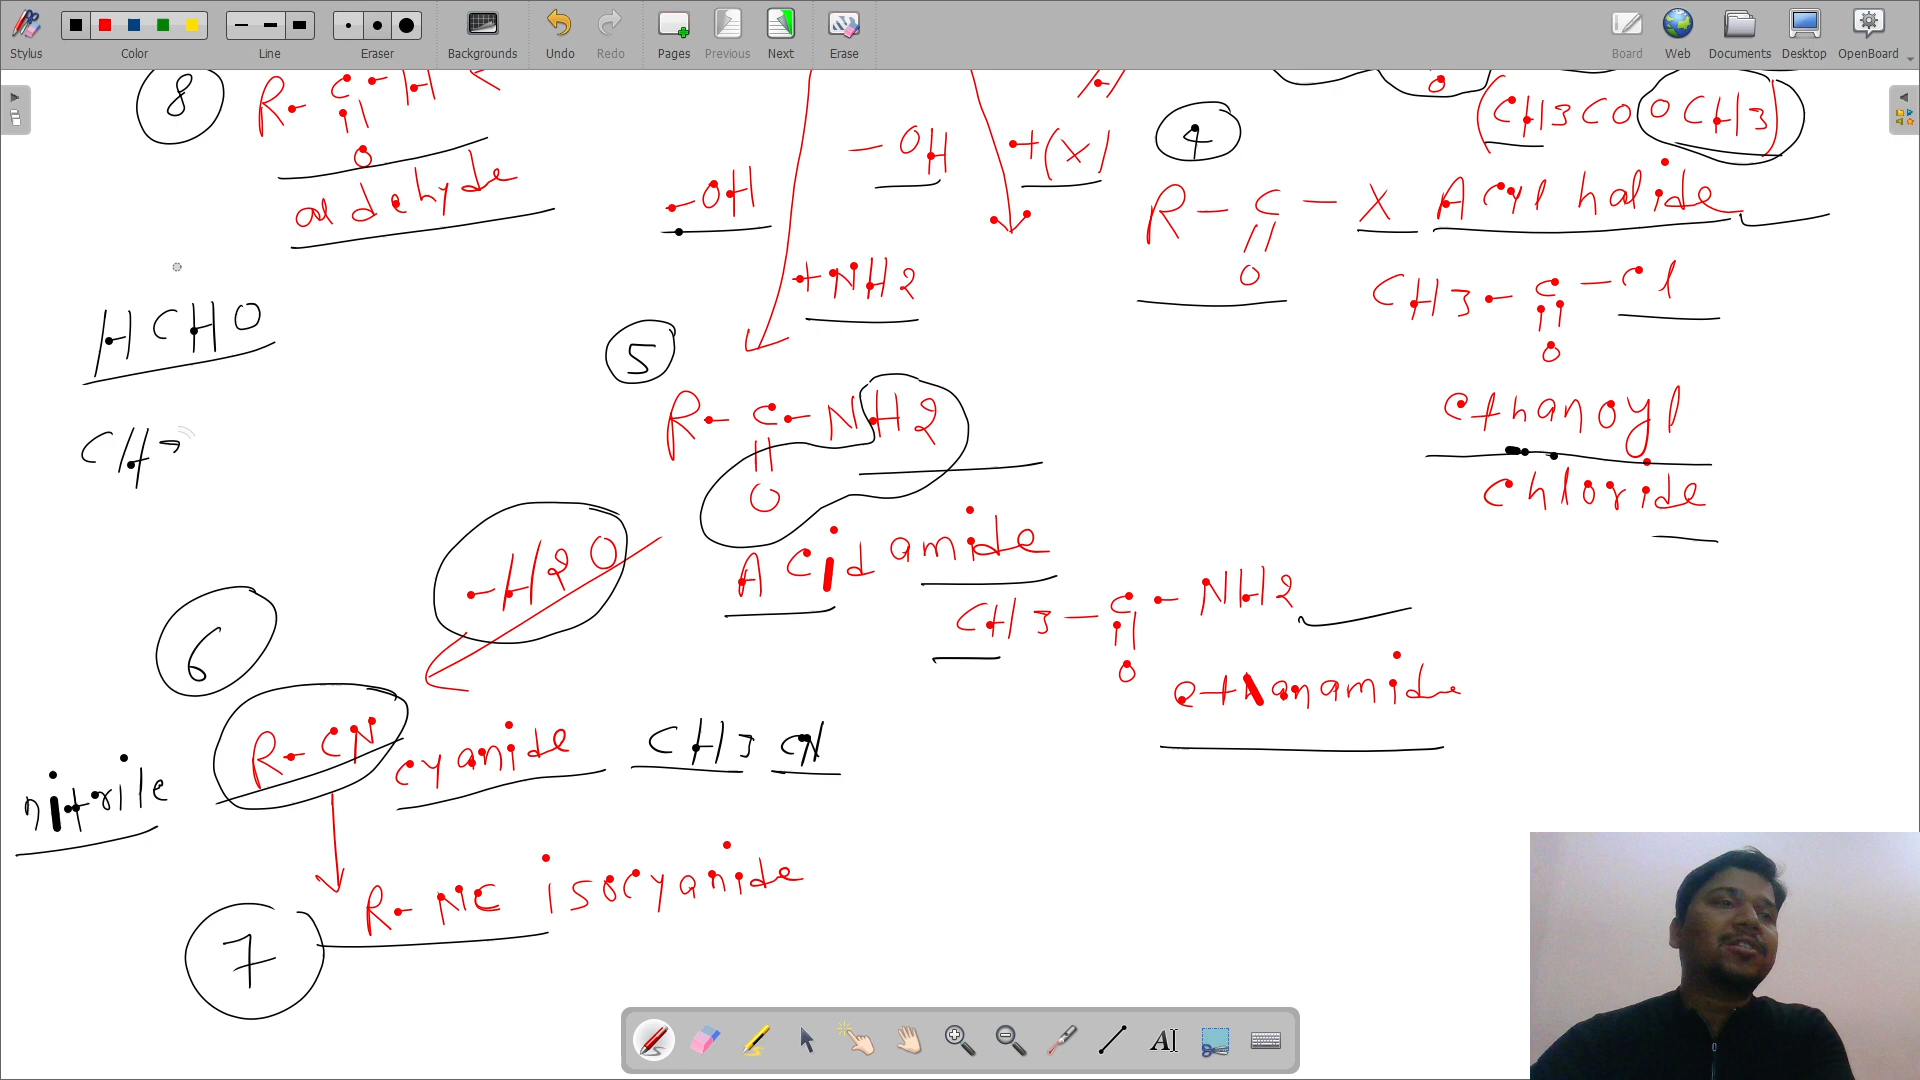 Stylus Color Line Eraser Backgrounds Undo Redo Pages Previous Next Erase Board Web Documents Desktop OpenBoard
8 R-C-H
O
aldehyde
HCHO
CH3
-OH
-OH
+(X)
+NH2
(CH3COOCH3)
4
R-C-X Acyl halide
O
CH3-C-Cl
O
ethanoyl
chloride
5
R-C-NH2
O
Acid amide
CH3-C-NH2
O
ethanamide
-H2O
6
R-CN cyanide CH3 CN
nitrile
7 R-NC isocyanide